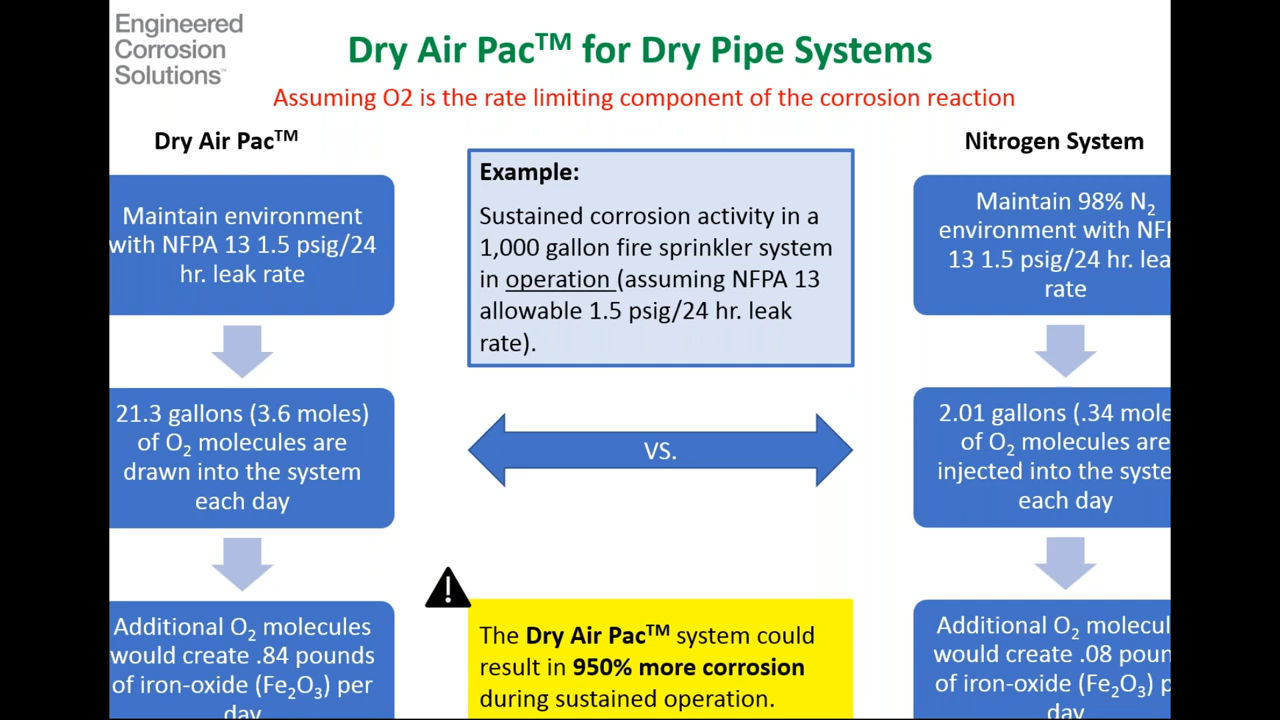 Engineered
Corrosion
Solutions™
Dry Air Pac™ for Dry Pipe Systems
Assuming O2 is the rate limiting component of the corrosion reaction
Dry Air Pac™
Maintain environment
with NFPA 13 1.5 psig/24
hr. leak rate
21.3 gallons (3.6 moles)
of O₂ molecules are
drawn into the system
each day
Additional O₂ molecules
would create .84 pounds
of iron-oxide (Fe₂O₃) per
day
Example:
Sustained corrosion activity in a
1,000 gallon fire sprinkler system
in operation (assuming NFPA 13
allowable 1.5 psig/24 hr. leak
rate).
VS.
The Dry Air Pac™ system could
result in 950% more corrosion
during sustained operation.
Nitrogen System
Maintain 98% N₂
environment with
13 1.5 psig/24 hr.
rate
2.01 gallons (.34
of O₂ molecules are
injected into the
each day
Additional O₂
would create .08
of iron-oxide (Fe₂O₃)
day